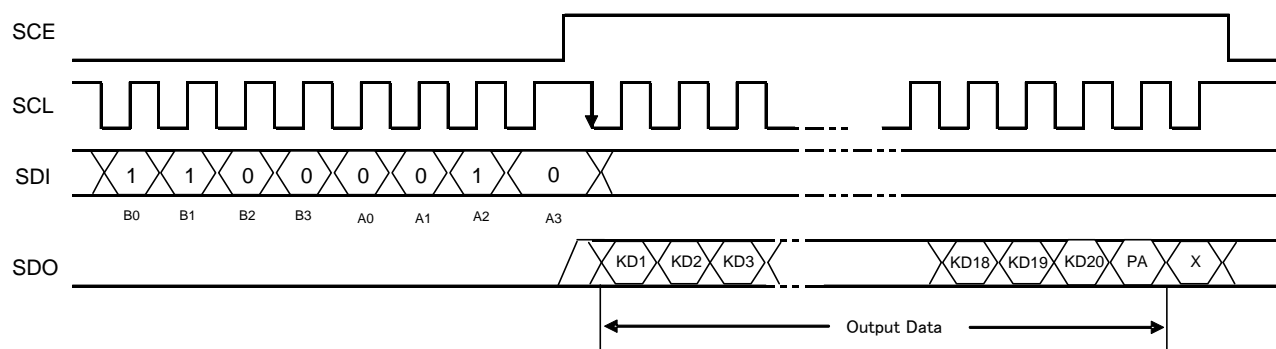 SCE
SCL
SDI 1 1 0 0 0 0 1 0
B0 B1 B2 B3 A0 A1 A2 A3
SDO KD1 KD2 KD3 KD18 KD19 KD20 PA X
Output Data